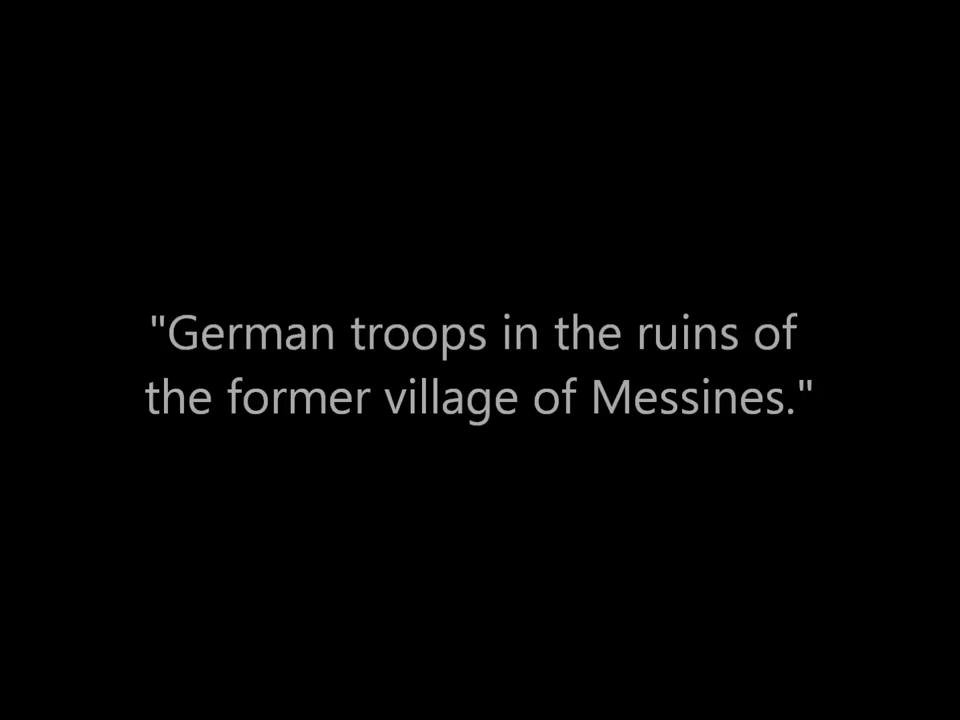 "German troops in the ruins of
the former village of Messines."